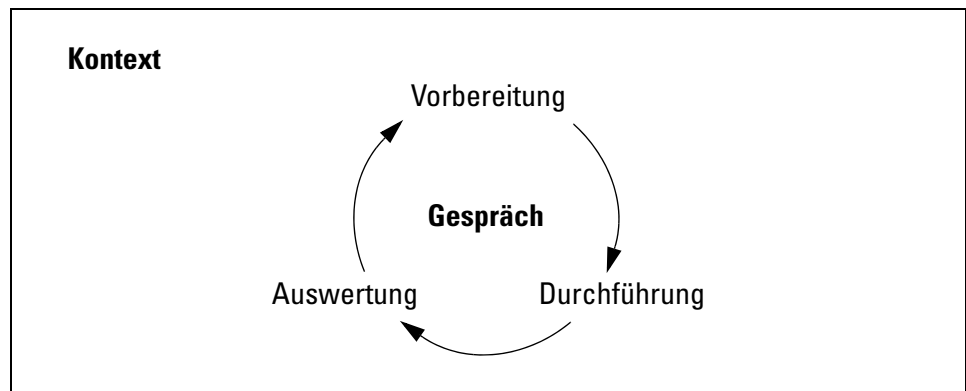 Kontext
Vorbereitung
Gespräch
Auswertung Durchführung